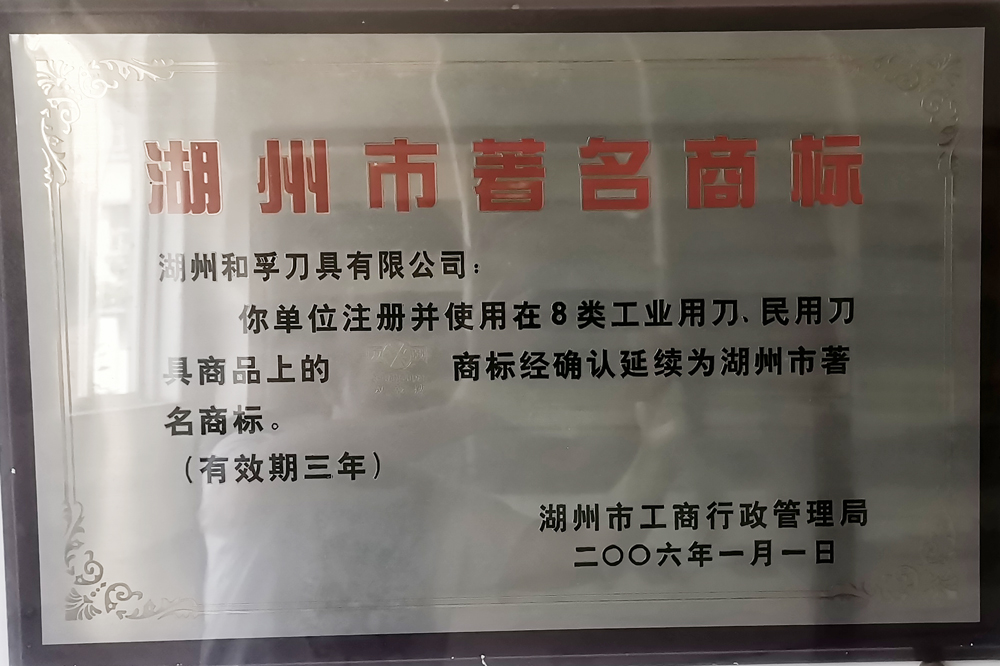 湖州市著名商标
湖州和孚刀具有限公司：
你单位注册并使用在8类工业用刀、民用刀
具商品上的 商标经确认延续为湖州市著
名商标。
（有效期三年）
湖州市工商行政管理局
二〇〇六年一月一日